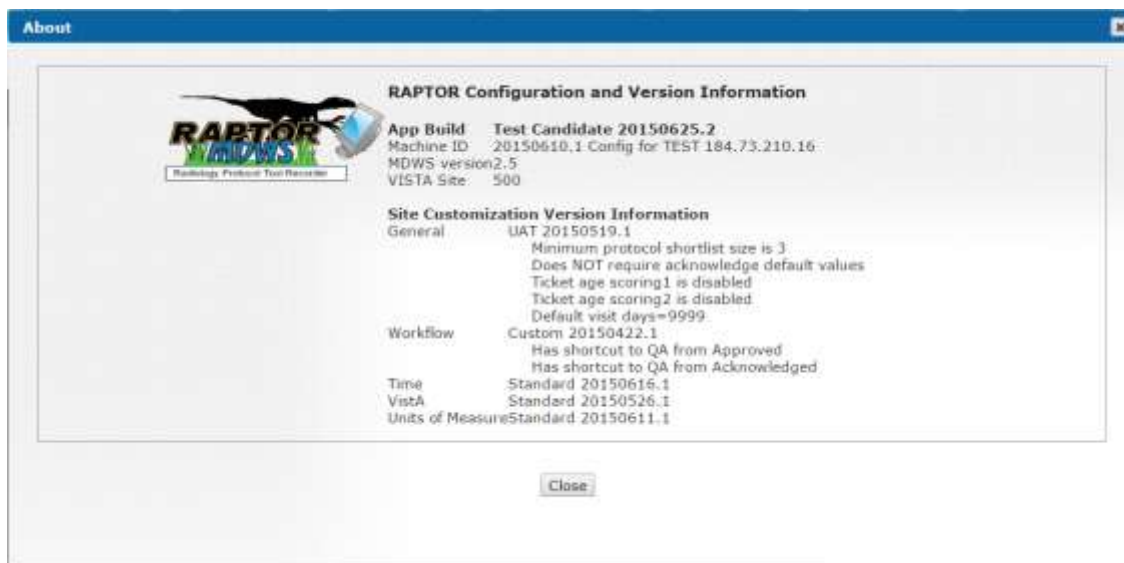 About
RAPTOR
MDWS
Radiology Protocol Tool Recorder
RAPTOR Configuration and Version Information
App Build Test Candidate 20150625.2
Machine ID 20150610.1 Config for TEST 184.73.210.16
MDWS version2.5
VISTA Site 500
Site Customization Version Information
General UAT 20150519.1
Minimum protocol shortlist size is 3
Does NOT require acknowledge default values
Ticket age scoring1 is disabled
Ticket age scoring2 is disabled
Default visit days=9999
Workflow Custom 20150422.1
Has shortcut to QA from Approved
Has shortcut to QA from Acknowledged
Time Standard 20150616.1
VistA Standard 20150526.1
Units of MeasureStandard 20150611.1
Close